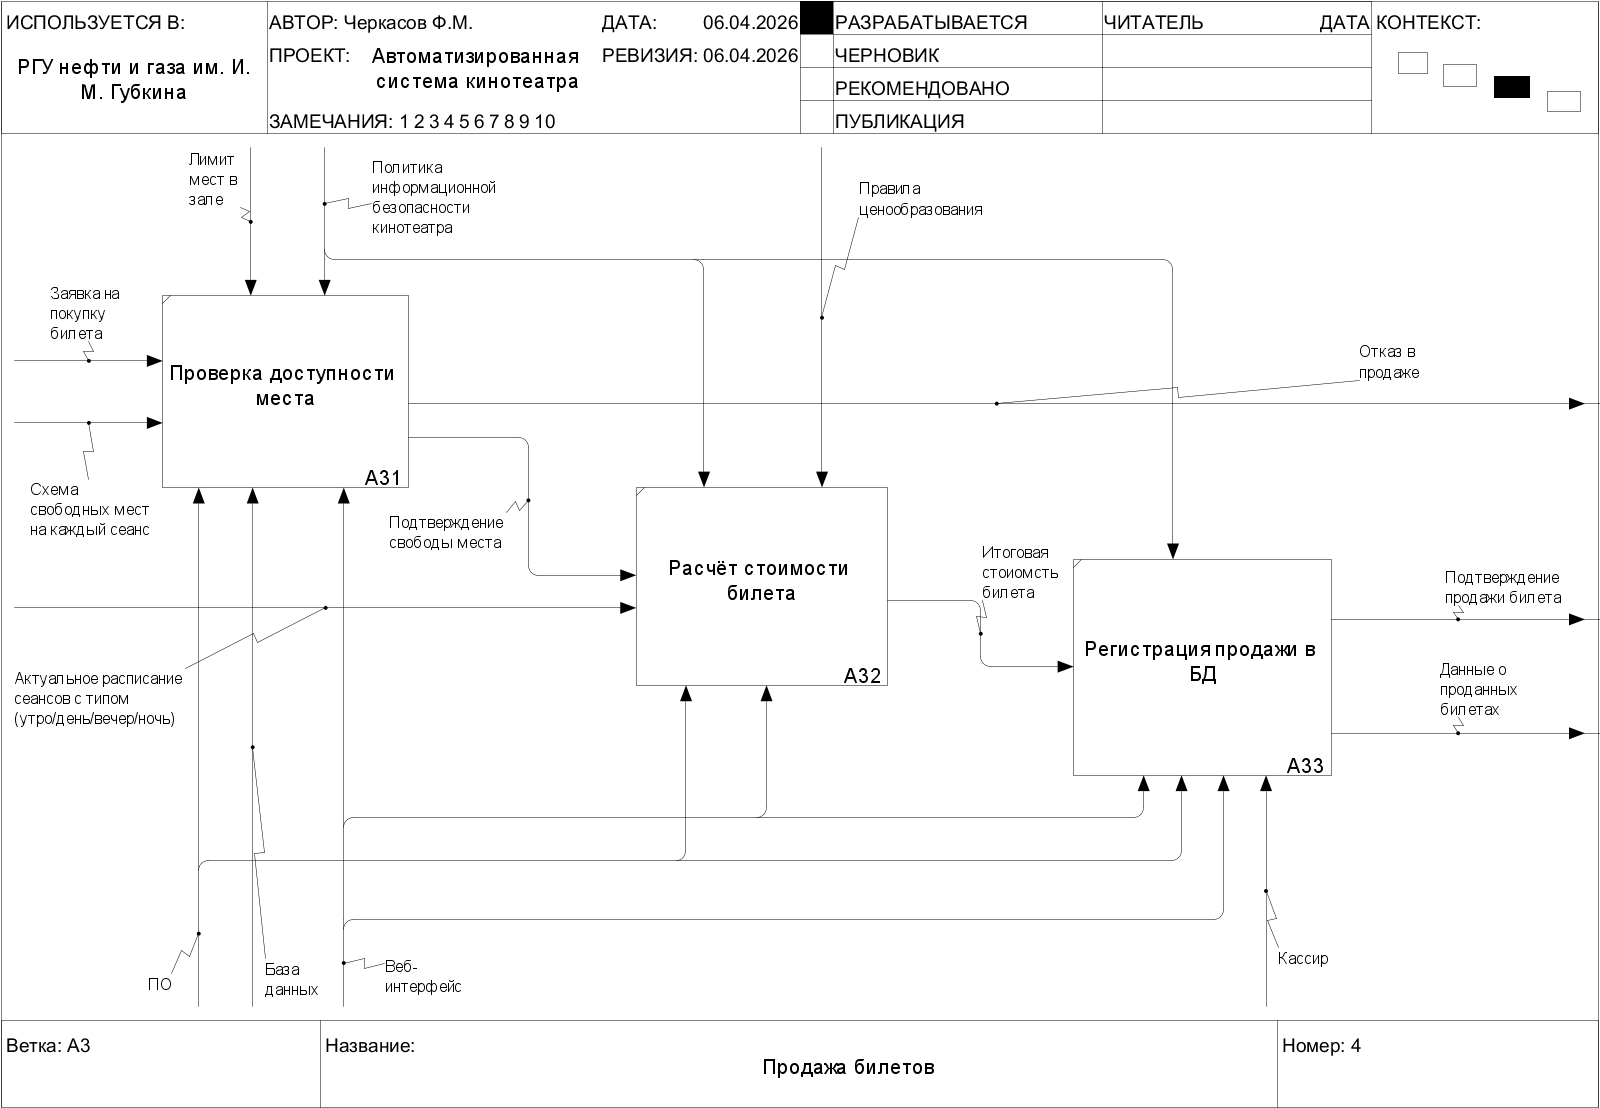 ИСПОЛЬЗУЕТСЯ В:
РГУ нефти и газа им. И.
М. Губкина
АВТОР: Черкасов Ф.М.
ДАТА: 06.04.2026
ПРОЕКТ: Автоматизированная
система кинотеатра
РЕВИЗИЯ: 06.04.2026
ЗАМЕЧАНИЯ: 1 2 3 4 5 6 7 8 9 10
РАЗРАБАТЫВАЕТСЯ
ЧЕРНОВИК
РЕКОМЕНДОВАНО
ПУБЛИКАЦИЯ
ЧИТАТЕЛЬ
ДАТА
КОНТЕКСТ:
Лимит
мест в
зале
Политика
информационной
безопасности
кинотеатра
Правила
ценообразования
Заявка на
покупку
билета
Проверка доступности
места
A31
Отказ в
продаже
Схема
свободных мест
на каждый сеанс
Подтверждение
свободы места
Расчёт стоимости
билета
A32
Итоговая
стоиомсть
билета
Регистрация продажи в
БД
A33
Подтверждение
продажи билета
Данные о
проданных
билетах
Актуальное расписание
сеансов с типом
(утро/день/вечер/ночь)
ПО
База
данных
Веб-
интерфейс
Кассир
Ветка: A3
Название:
Продажа билетов
Номер: 4